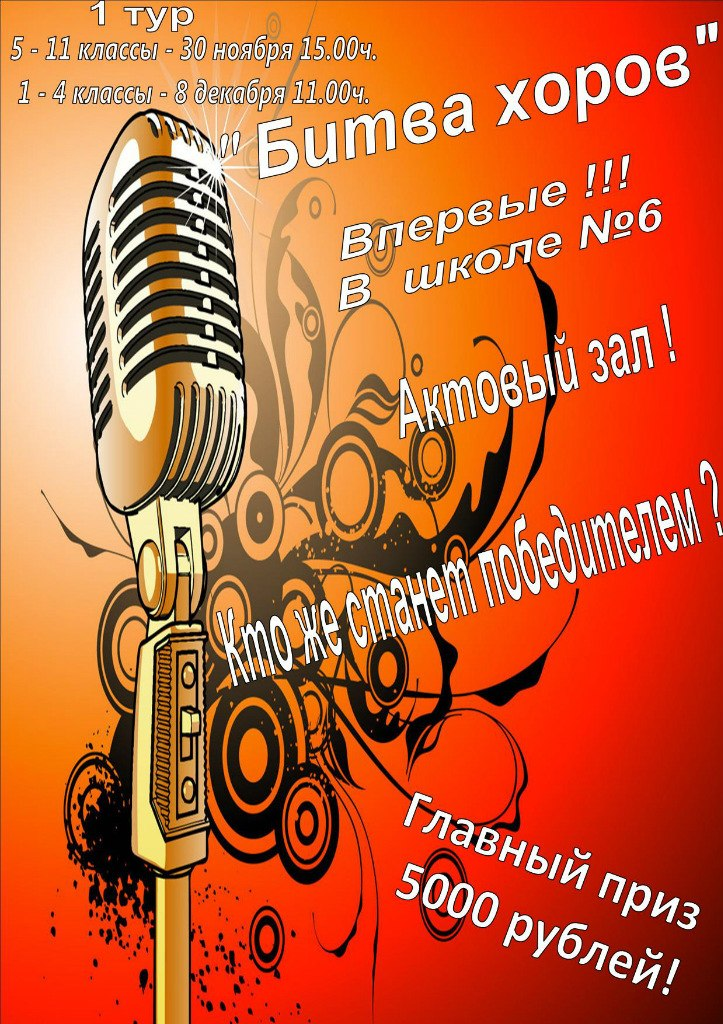 1 тур
5 - 11 классы - 30 ноября 15.00ч.
1 - 4 классы - 8 декабря 11.00ч.
" Битва хоров"
Впервые !!!
В школе №6
Актовый зал !
Кто же станет победителем ?
Главный приз
5000 рублей!